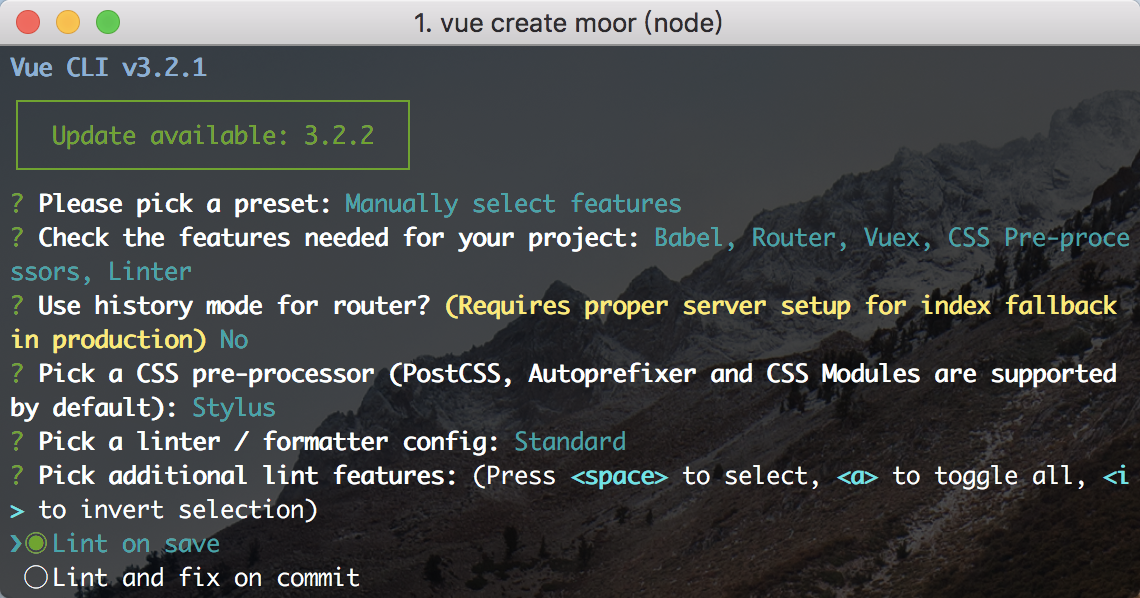 1. vue create moor (node)
Vue CLI v3.2.1
Update available: 3.2.2
? Please pick a preset: Manually select features
? Check the features needed for your project: Babel, Router, Vuex, CSS Pre-proce
ssors, Linter
? Use history mode for router? (Requires proper server setup for index fallback
in production) No
? Pick a CSS pre-processor (PostCSS, Autoprefixer and CSS Modules are supported
by default): Stylus
? Pick a linter / formatter config: Standard
? Pick additional lint features: (Press <space> to select, <a> to toggle all, <i
> to invert selection)
❯◉Lint on save
◯Lint and fix on commit